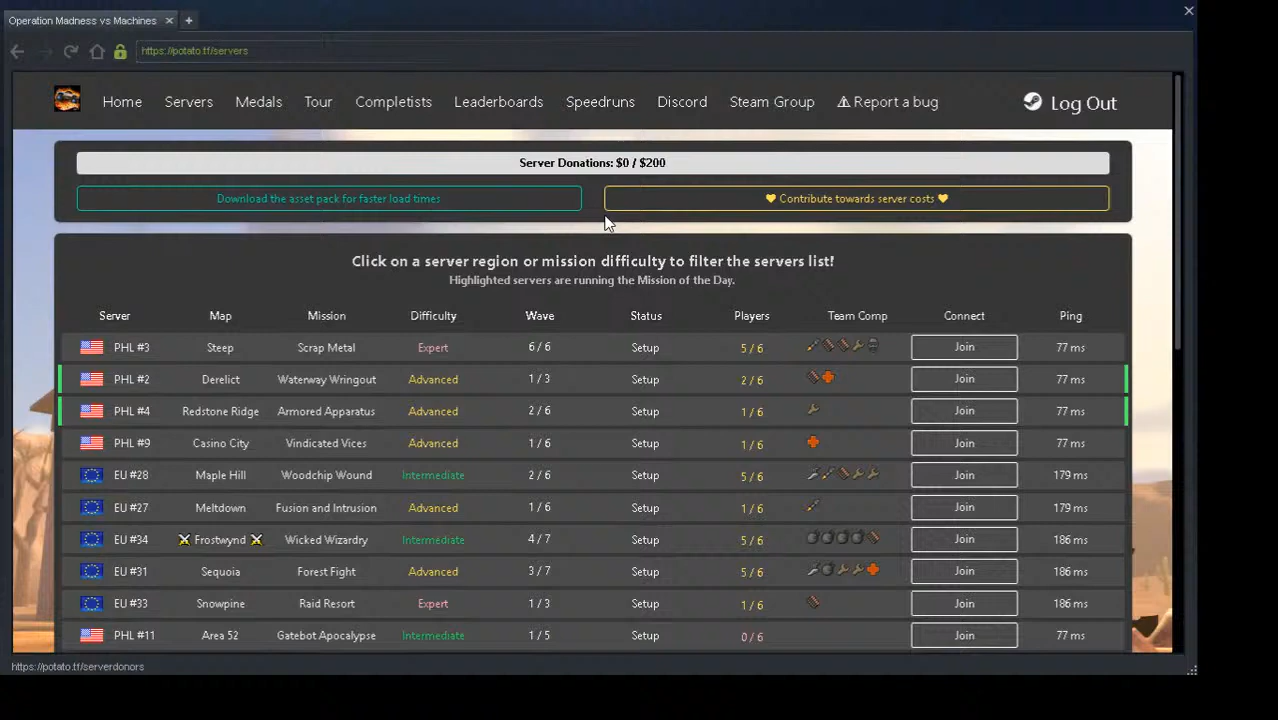 Operation Madness vs Machines
https://potato.tf/servers
Home Servers Medals Tour Completists Leaderboards Speedruns Discord Steam Group Report a bug Log Out
Server Donations: $0 / $200
Download the asset pack for faster load times
Contribute towards server costs
Click on a server region or mission difficulty to filter the servers list!
Highlighted servers are running the Mission of the Day.
Server Map Mission Difficulty Wave Status Players Team Comp Connect Ping
PHL #3 Steep Scrap Metal Expert 6 / 6 Setup 5 / 6 Join 77 ms
PHL #2 Derelict Waterway Wringout Advanced 1 / 3 Setup 2 / 6 Join 77 ms
PHL #4 Redstone Ridge Armored Apparatus Advanced 2 / 6 Setup 1 / 6 Join 77 ms
PHL #9 Casino City Vindicated Vices Advanced 1 / 6 Setup 1 / 6 Join 77 ms
EU #28 Maple Hill Woodchip Wound Intermediate 2 / 6 Setup 5 / 6 Join 179 ms
EU #27 Meltdown Fusion and Intrusion Advanced 1 / 6 Setup 1 / 6 Join 179 ms
EU #34 Frostwynd Wicked Wizardry Intermediate 4 / 7 Setup 5 / 6 Join 186 ms
EU #31 Sequoia Forest Fight Advanced 3 / 7 Setup 5 / 6 Join 186 ms
EU #33 Snowpine Raid Resort Expert 1 / 3 Setup 1 / 6 Join 186 ms
PHL #11 Area 52 Gatebot Apocalypse Intermediate 1 / 5 Setup 0 / 6 Join 77 ms
https://potato.tf/serverdonors